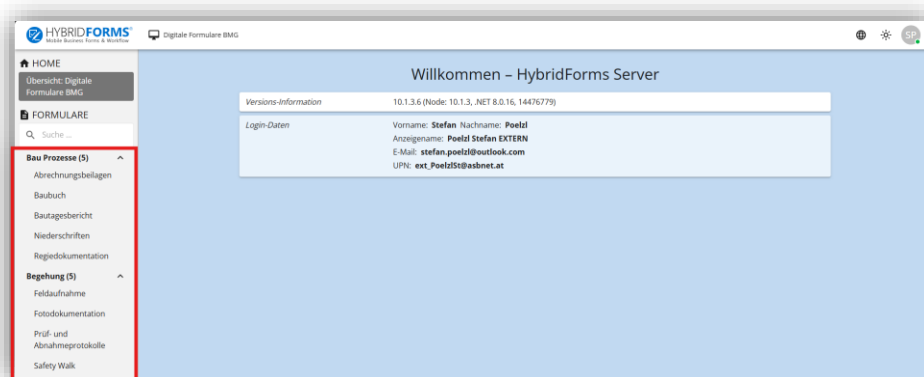 HYBRIDFORMS®
Mobile Business Forms & Workflow
Digitale Formulare BMG
SP
HOME
Übersicht: Digitale
Formulare BMG
FORMULARE
Suche ...
Bau Prozesse (5)
Abrechnungsbeilagen
Baubuch
Bautagesbericht
Niederschriften
Regiedokumentation
Begehung (5)
Feldaufnahme
Fotodokumentation
Prüf- und
Abnahmeprotokolle
Safety Walk
Willkommen – HybridForms Server
Versions-Information 10.1.3.6 (Node: 10.1.3, .NET 8.0.16, 14476779)
Login-Daten Vorname: Stefan Nachname: Poelzl
Anzeigename: Poelzl Stefan EXTERN
E-Mail: stefan.poelzl@outlook.com
UPN: ext_PoelzlSt@asbnet.at